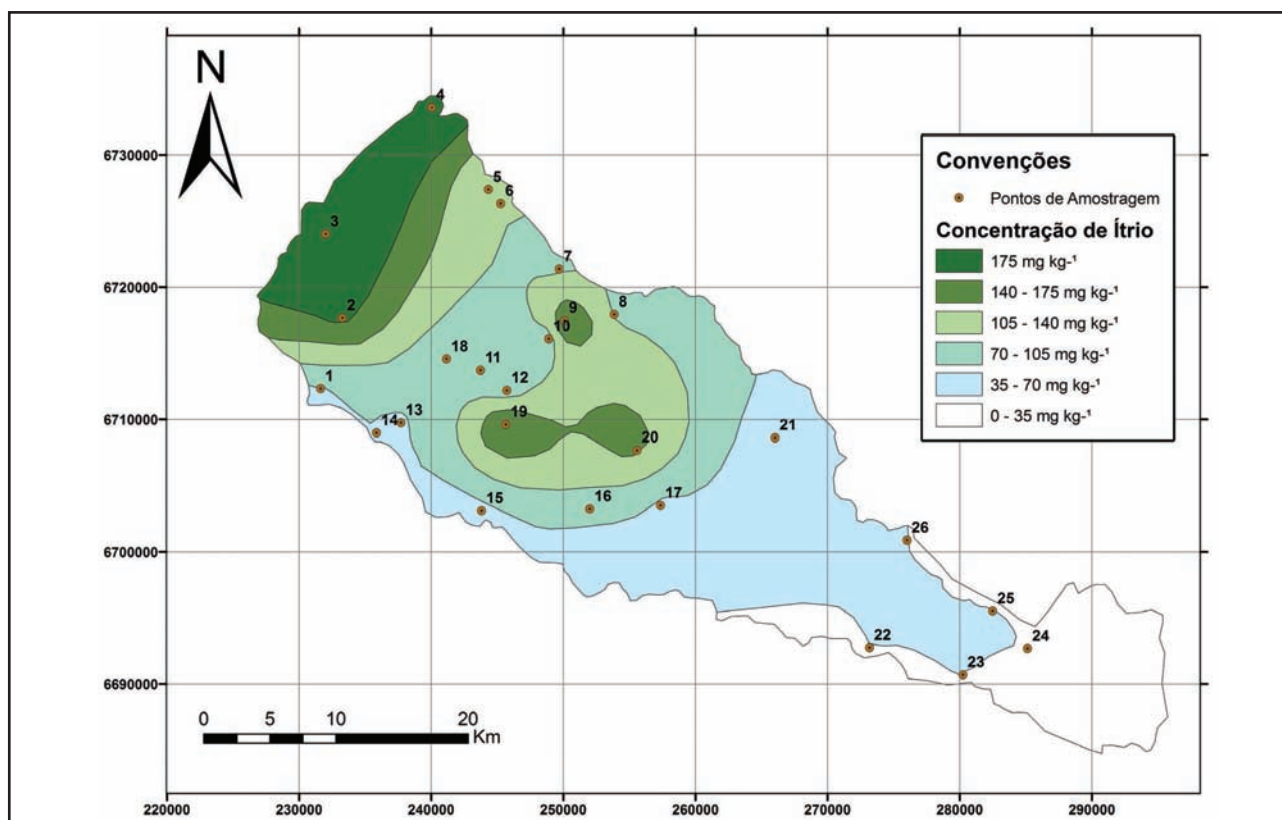 N
4
6730000
5
6
3
7
6720000
2
8
9
10
18
11
1
12
13
19
6710000
14
20
21
15
16
17
6700000
26
25
24
22
23
6690000
0 5 10 20
Km
220000 230000 240000 250000 260000 270000 280000 290000
Convenções
Pontos de Amostragem
Concentração de Ítrio
175 mg kg⁻¹
140 - 175 mg kg⁻¹
105 - 140 mg kg⁻¹
70 - 105 mg kg⁻¹
35 - 70 mg kg⁻¹
0 - 35 mg kg⁻¹